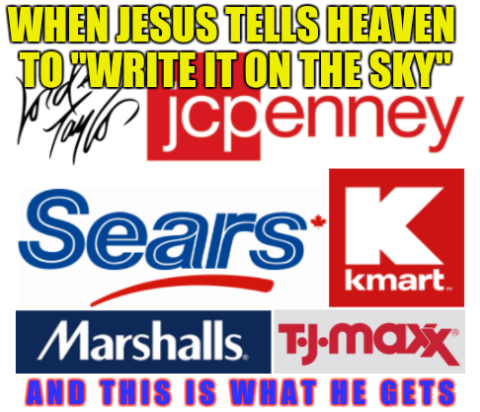 WHEN JESUS TELLS HEAVEN
TO "WRITE IT ON THE SKY"
Lord & Taylor
jcpenney
Sears
kmart
Marshalls.
T•J•maxx®
AND THIS IS WHAT HE GETS